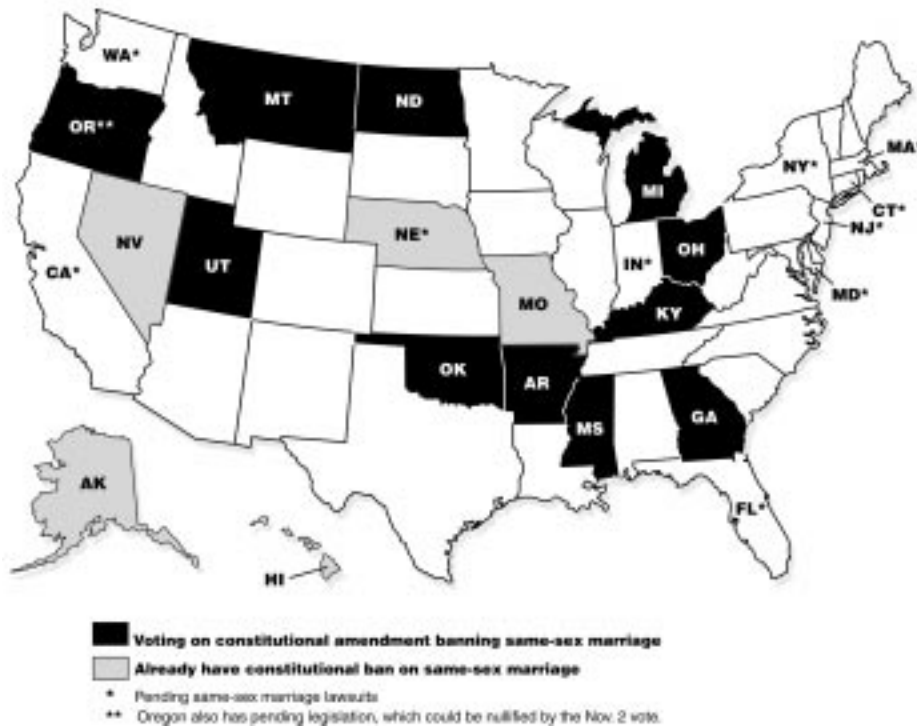 WA*
MT
ND
OR**
MA*
NY*
MI
CT*
NJ*
NV
NE*
OH
UT
IN*
CA*
MO
MD*
KY
OK
AR
MS
GA
AK
FL*
HI
Voting on constitutional amendment banning same-sex marriage
Already have constitutional ban on same-sex marriage
* Pending same-sex marriage lawsuits
** Oregon also has pending legislation, which could be nullified by the Nov. 2 vote.